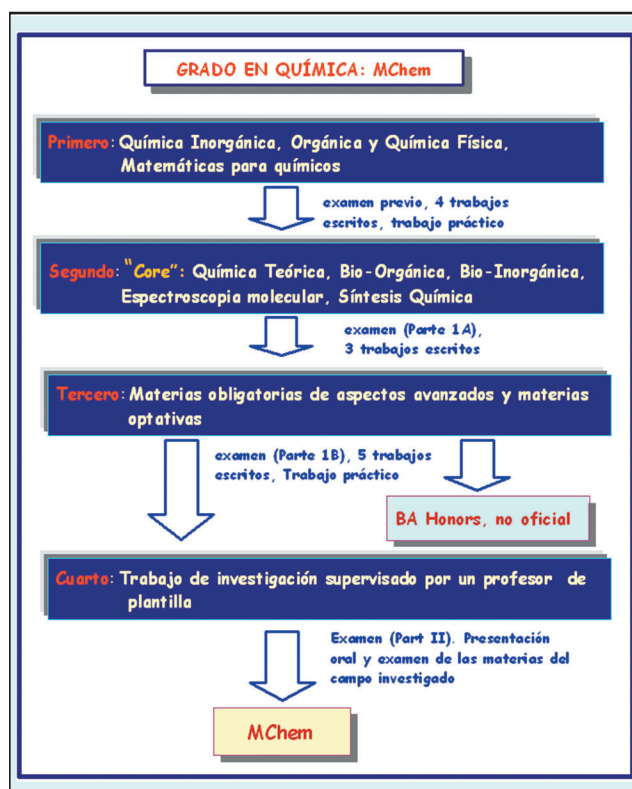 GRADO EN QUÍMICA: MChem
Primero: Química Inorgánica, Orgánica y Química Física,
Matemáticas para químicos
examen previo, 4 trabajos
escritos, trabajo práctico
Segundo: "Core": Química Teórica, Bio-Orgánica, Bio-Inorgánica,
Espectroscopia molecular, Síntesis Química
examen (Parte 1A),
3 trabajos escritos
Tercero: Materias obligatorias de aspectos avanzados y materias
optativas
examen (Parte 1B), 5 trabajos
escritos, Trabajo práctico
BA Honors, no oficial
Cuarto: Trabajo de investigación supervisado por un profesor de
plantilla
Examen (Part II). Presentación
oral y examen de las materias del
campo investigado
MChem